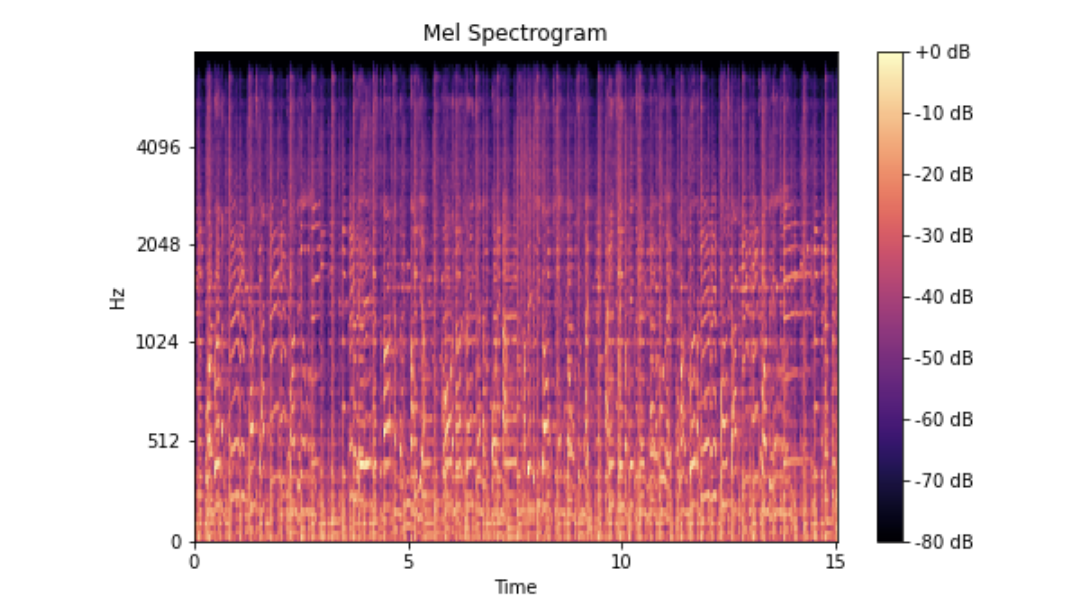 Mel Spectrogram
Hz
4096
2048
1024
512
0
0 5 10 15
Time
+0 dB
-10 dB
-20 dB
-30 dB
-40 dB
-50 dB
-60 dB
-70 dB
-80 dB